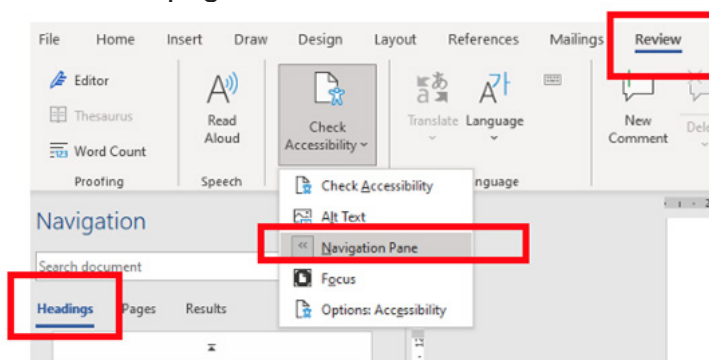 File Home Insert Draw Design Layout References Mailings Review
Editor
Thesaurus
Word Count
Proofing
Read
Aloud
Speech
Check
Accessibility
Translate Language
nguage
New
Comment
Check Accessibility
Alt Text
Navigation Pane
Focus
Options: Accessibility
Navigation
Search document
Headings Pages Results